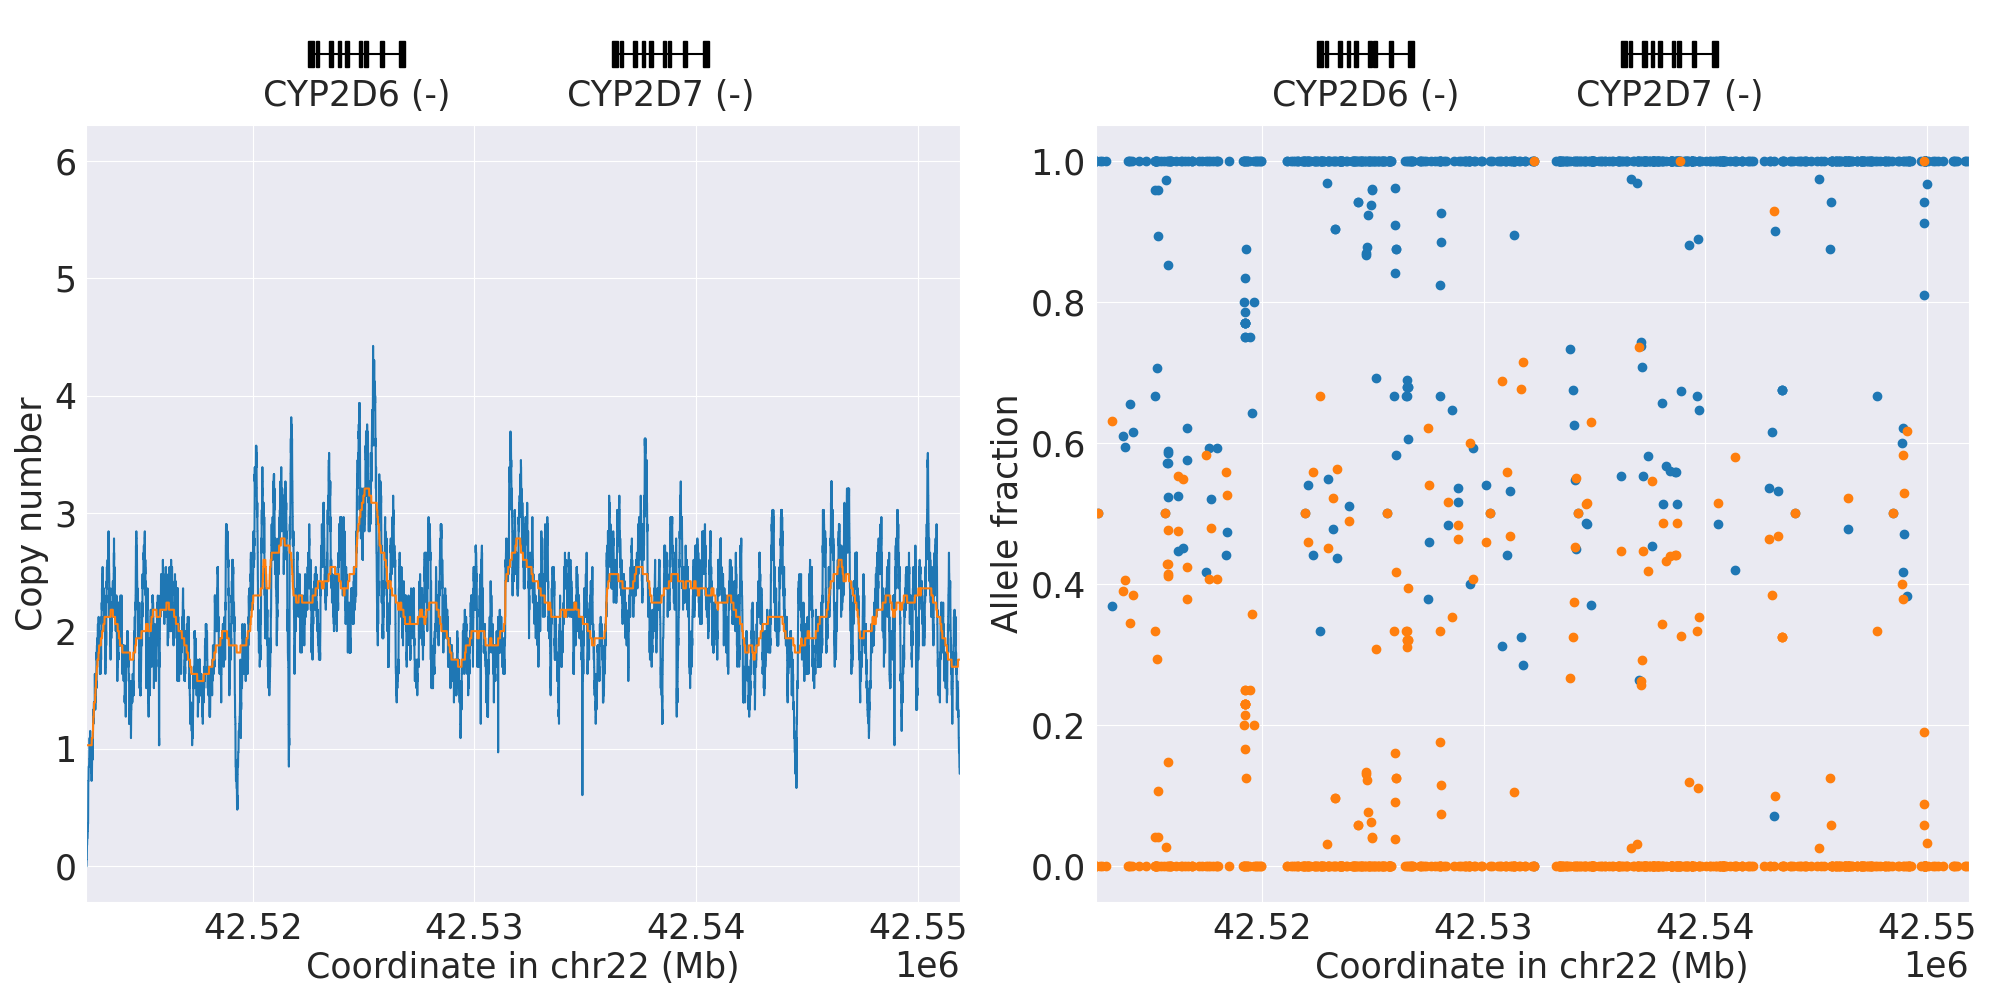 CYP2D6 (-)
CYP2D7 (-)
6
5
4
3
2
1
0
Copy number
42.52
42.53
42.54
42.55
1e6
Coordinate in chr22 (Mb)
CYP2D6 (-)
CYP2D7 (-)
1.0
0.8
0.6
0.4
0.2
0.0
Allele fraction
42.52
42.53
42.54
42.55
1e6
Coordinate in chr22 (Mb)